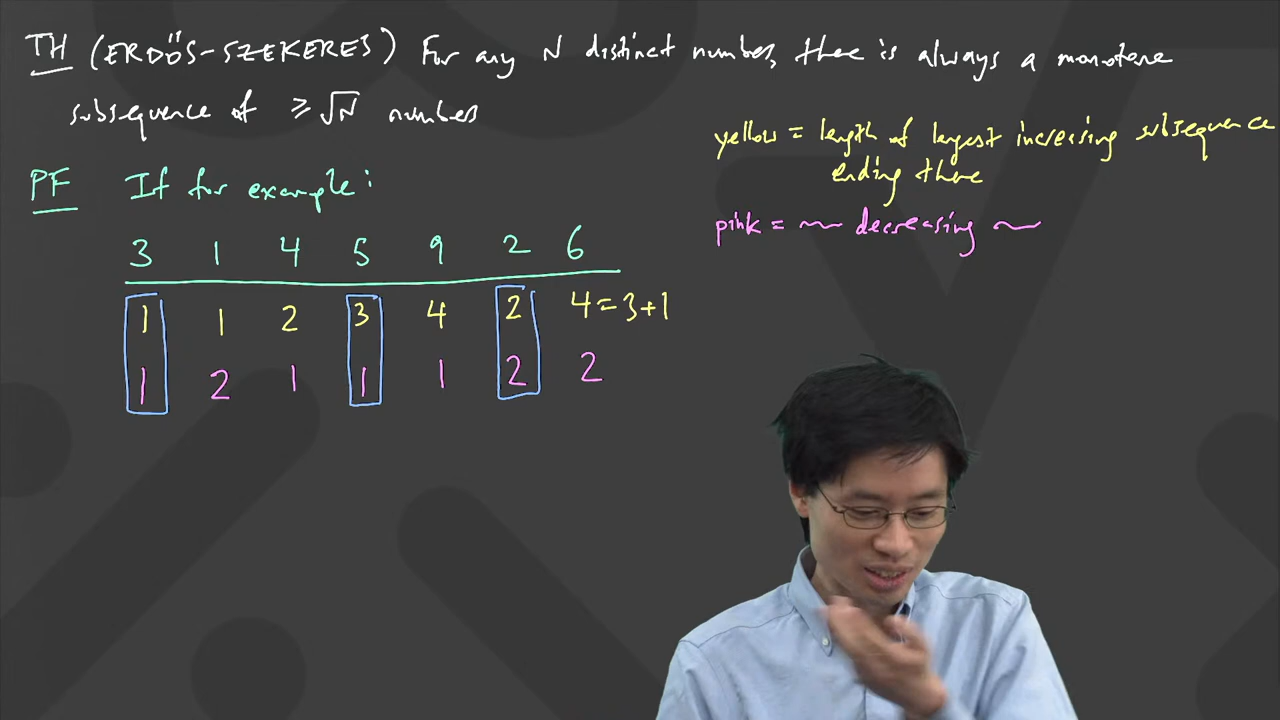 TH (ERDŐS-SZEKERES) For any N distinct numbers, there is always a monotone
subsequence of ≥ √N numbers
yellow = length of largest increasing subsequence
ending there
pink = ~~ decreasing ~~
PF If for example:
3 1 4 5 9 2 6
1 1 2 3 4 2 4=3+1
1 2 1 1 1 2 2